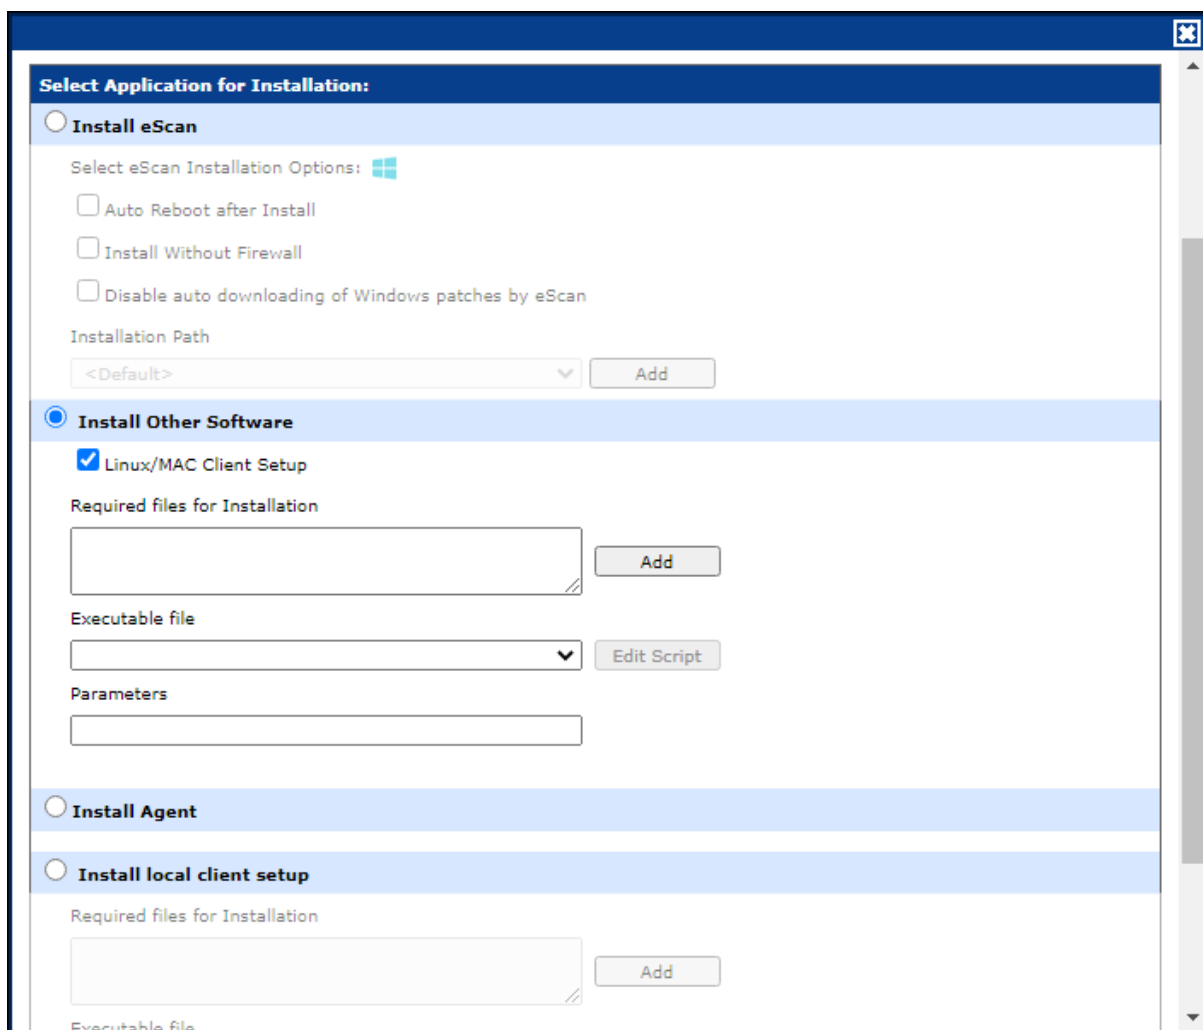 Select Application for Installation:
Install eScan
Select eScan Installation Options:
Auto Reboot after Install
Install Without Firewall
Disable auto downloading of Windows patches by eScan
Installation Path
<Default> Add
Install Other Software
Linux/MAC Client Setup
Required files for Installation
Add
Executable file
Edit Script
Parameters
Install Agent
Install local client setup
Required files for Installation
Add
Executable file